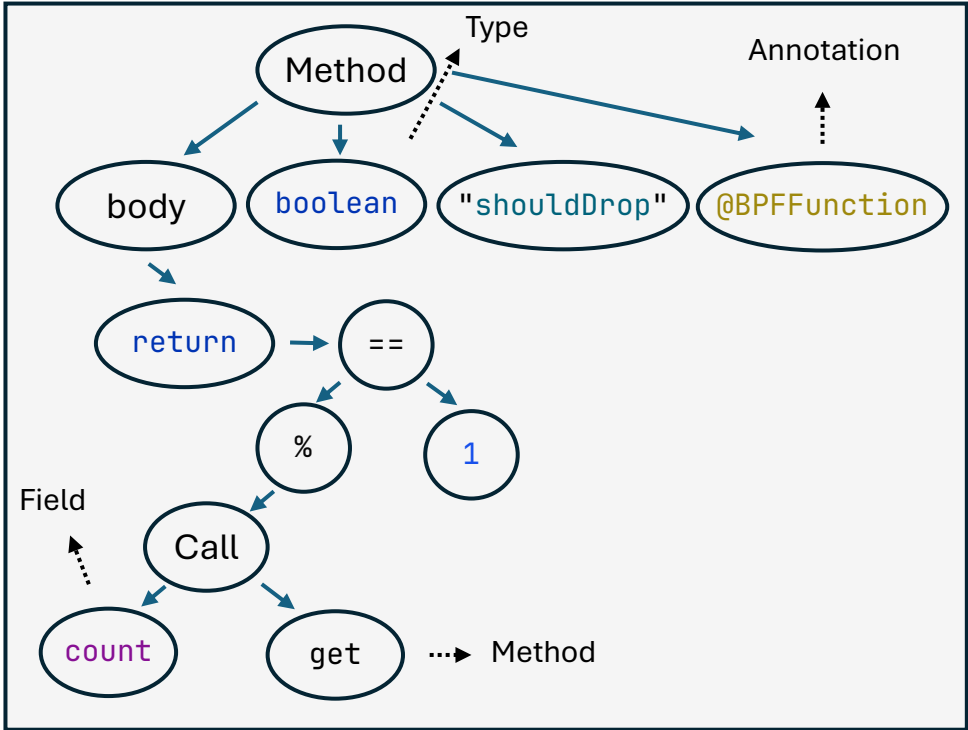 Type
Method
Annotation
body
boolean
"shouldDrop"
@BPFFunction
return
==
%
1
Field
Call
count
get
Method